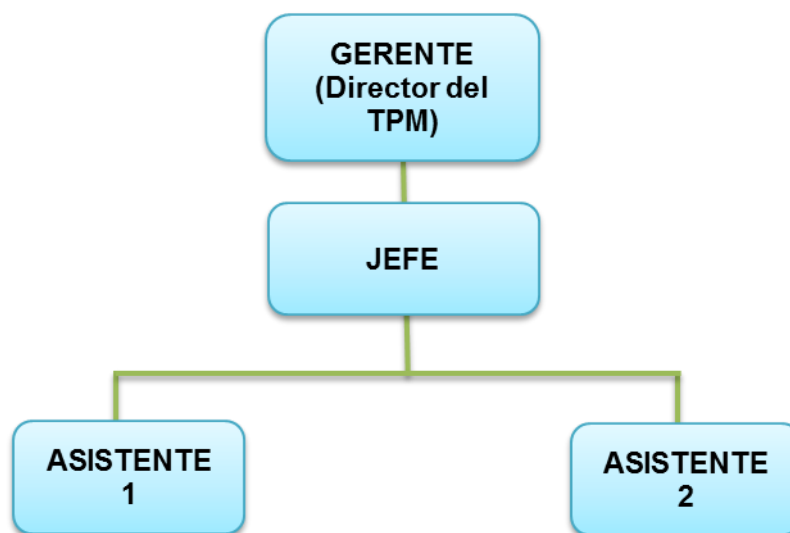 GERENTE
(Director del
TPM)
JEFE
ASISTENTE
1
ASISTENTE
2